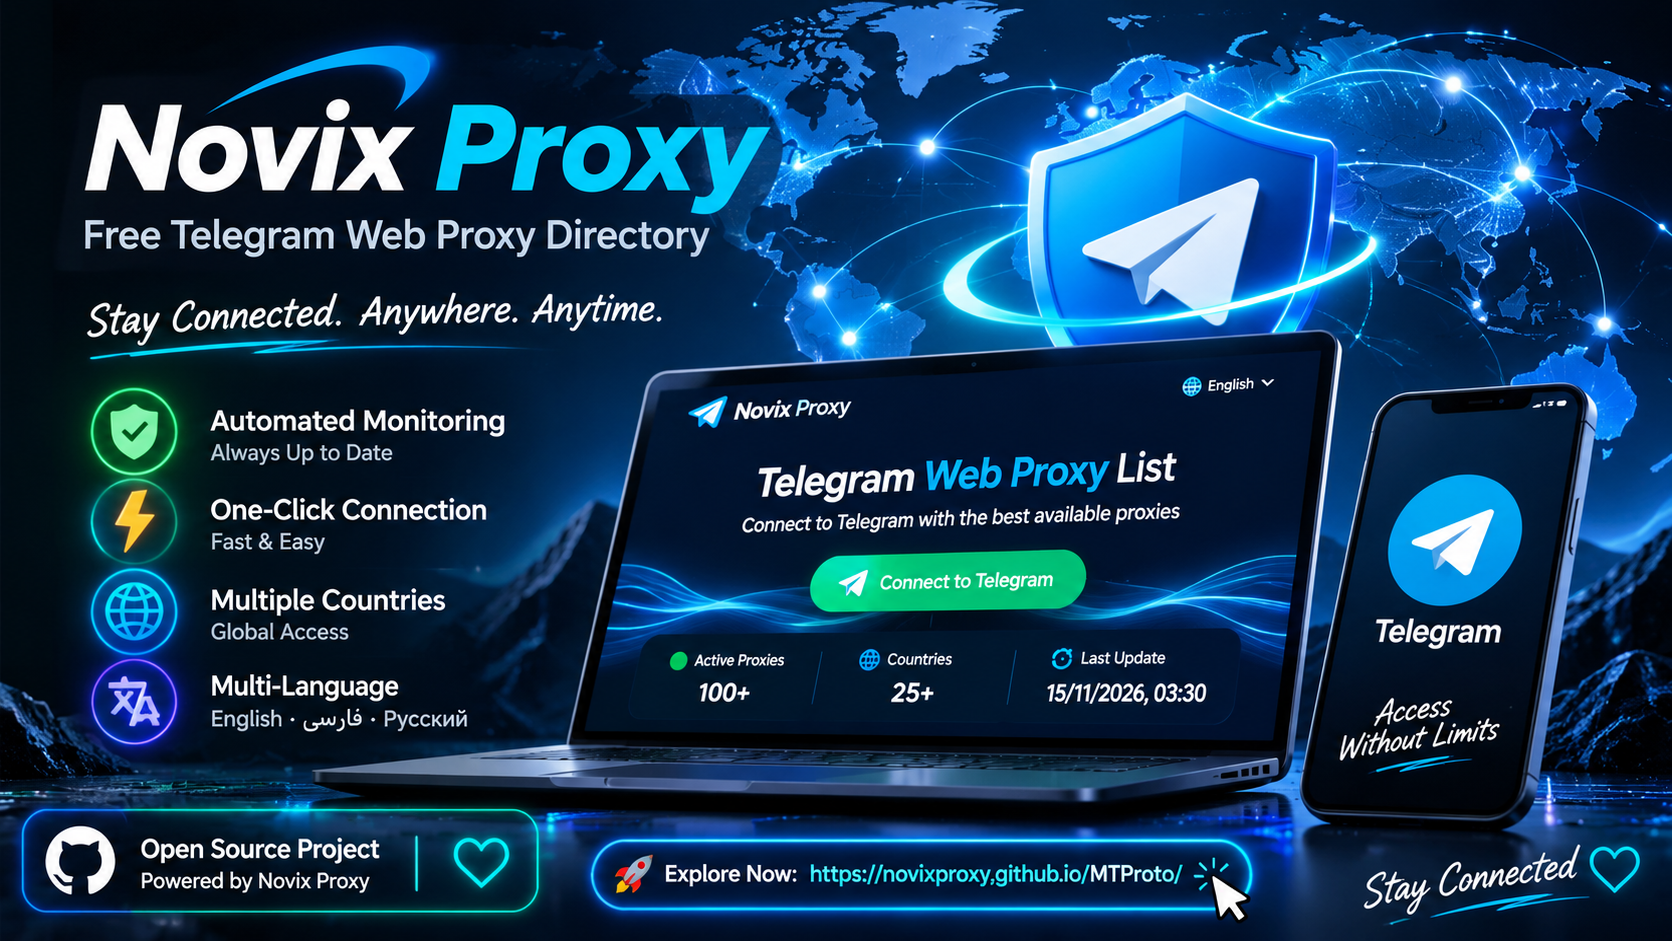 Novix Proxy
Free Telegram Web Proxy Directory
Stay Connected. Anywhere. Anytime.
Automated Monitoring
Always Up to Date
One-Click Connection
Fast & Easy
Multiple Countries
Global Access
Multi-Language
English · فارسی · Русский
Novix Proxy
English
Telegram Web Proxy List
Connect to Telegram with the best available proxies
Connect to Telegram
Active Proxies
100+
Countries
25+
Last Update
15/11/2026, 03:30
Telegram
Access
Without Limits
Open Source Project
Powered by Novix Proxy
Explore Now: https://novixproxy.github.io/MTProto/
Stay Connected